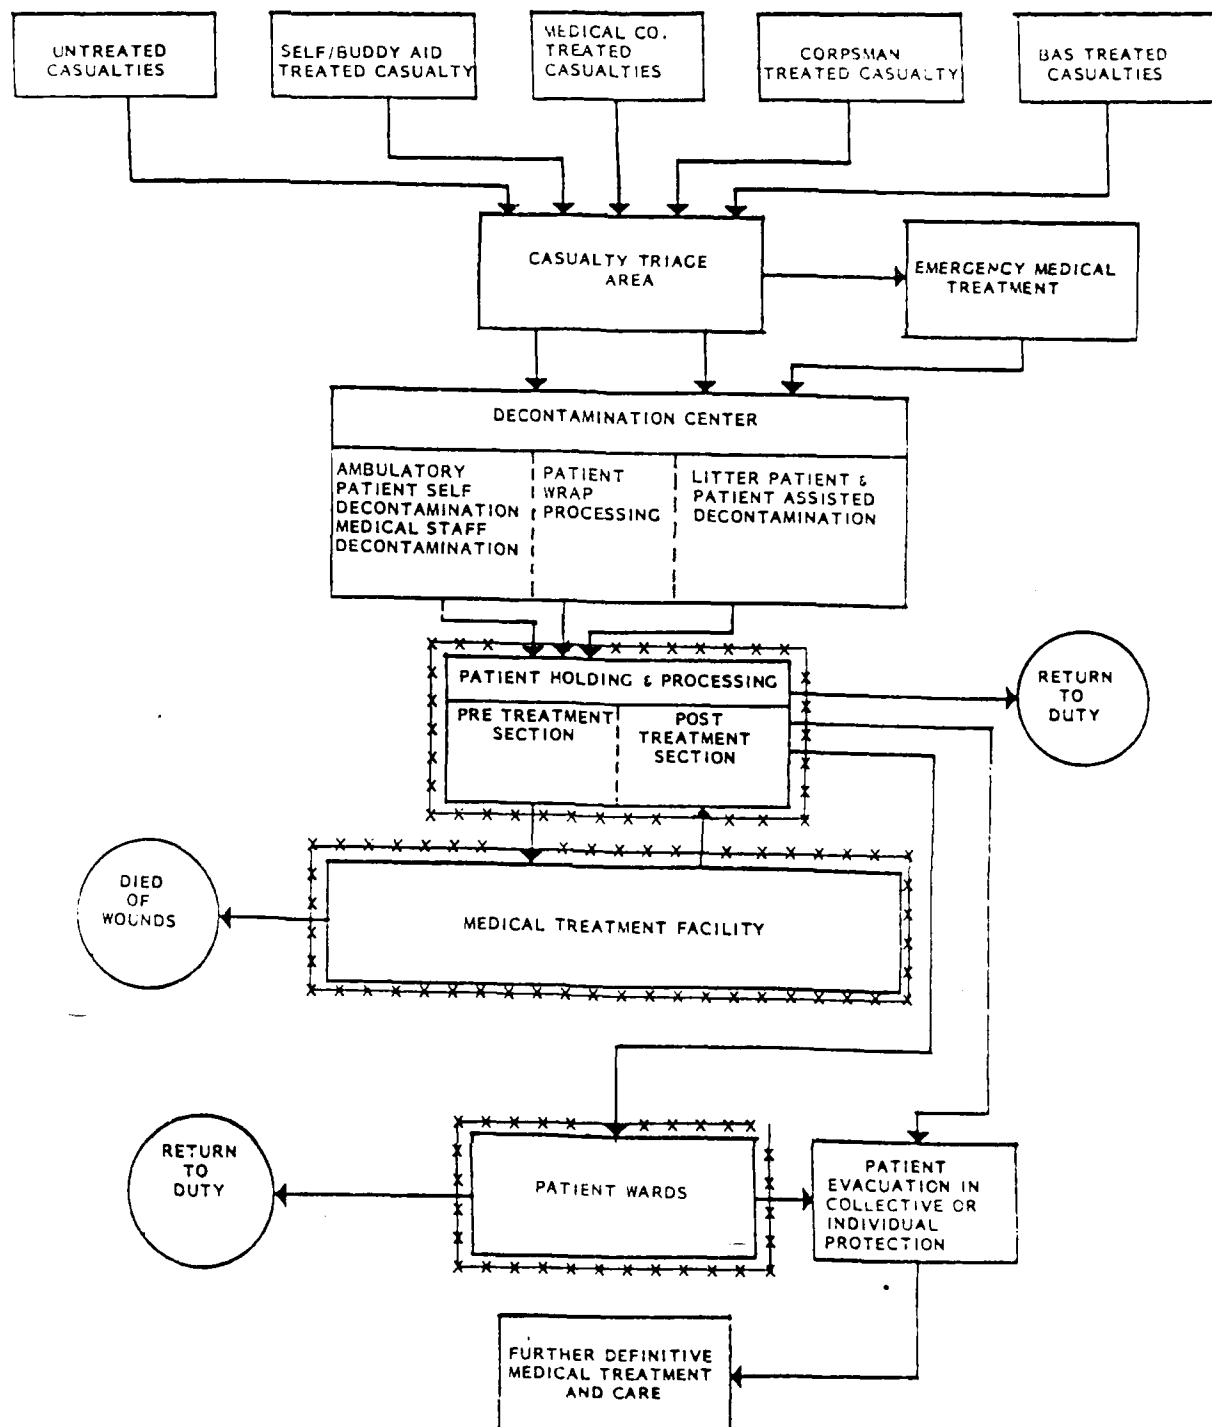 UNTREATED
CASUALTIES
SELF/BUDDY AID
TREATED CASUALTY
MEDICAL CO.
TREATED
CASUALTIES
CORPSMAN
TREATED CASUALTY
BAS TREATED
CASUALTIES
CASUALTY TRIAGE
AREA
EMERGENCY MEDICAL
TREATMENT
DECONTAMINATION CENTER
AMBULATORY
PATIENT SELF
DECONTAMINATION
MEDICAL STAFF
DECONTAMINATION
PATIENT
WRAP
PROCESSING
LITTER PATIENT &
PATIENT ASSISTED
DECONTAMINATION
PATIENT HOLDING & PROCESSING
PRE TREATMENT
SECTION
POST
TREATMENT
SECTION
RETURN
TO
DUTY
DIED
OF
WOUNDS
MEDICAL TREATMENT FACILITY
RETURN
TO
DUTY
PATIENT WARDS
PATIENT
EVACUATION IN
COLLECTIVE OR
INDIVIDUAL
PROTECTION
FURTHER DEFINITIVE
MEDICAL TREATMENT
AND CARE